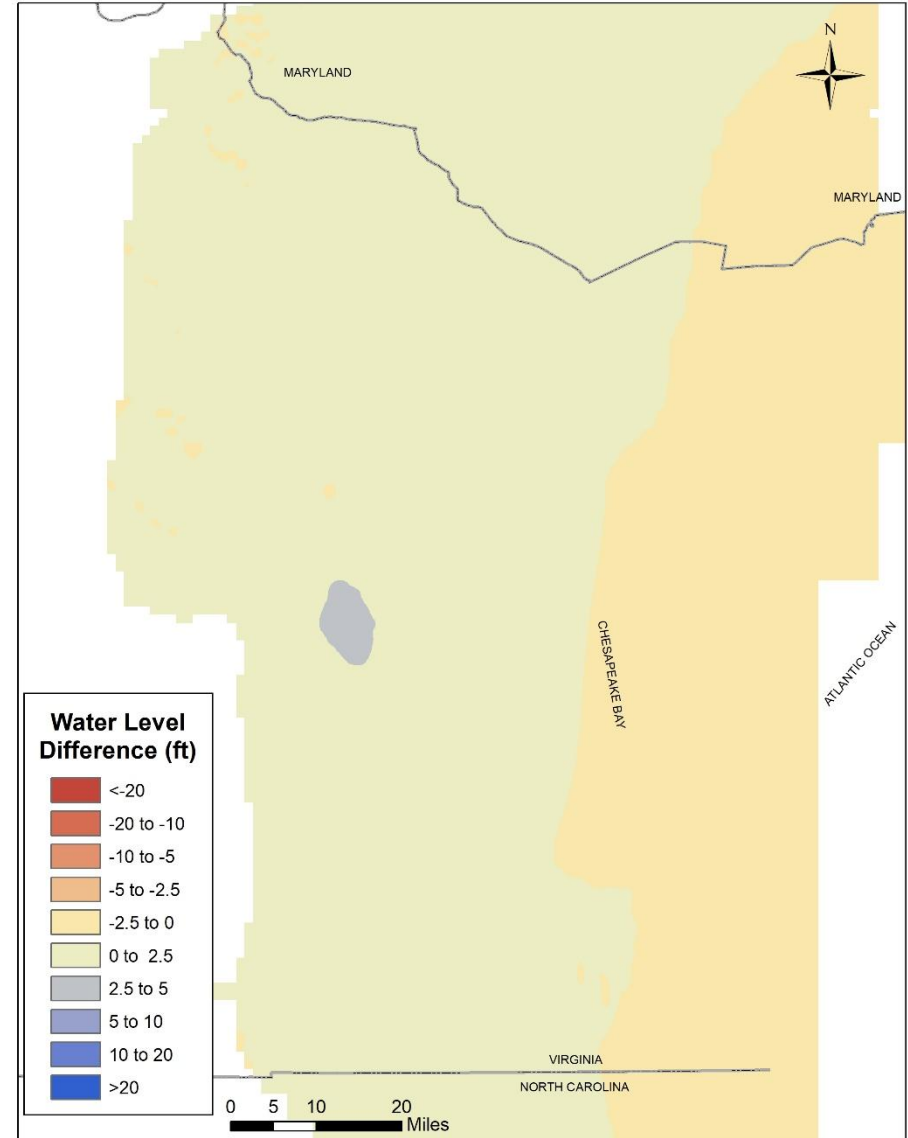 N
MARYLAND
MARYLAND
CHESAPEAKE BAY
ATLANTIC OCEAN
Water Level
Difference (ft)
<-20
-20 to -10
-10 to -5
-5 to -2.5
-2.5 to 0
0 to 2.5
2.5 to 5
5 to 10
10 to 20
>20
VIRGINIA
NORTH CAROLINA
0 5 10 20
Miles